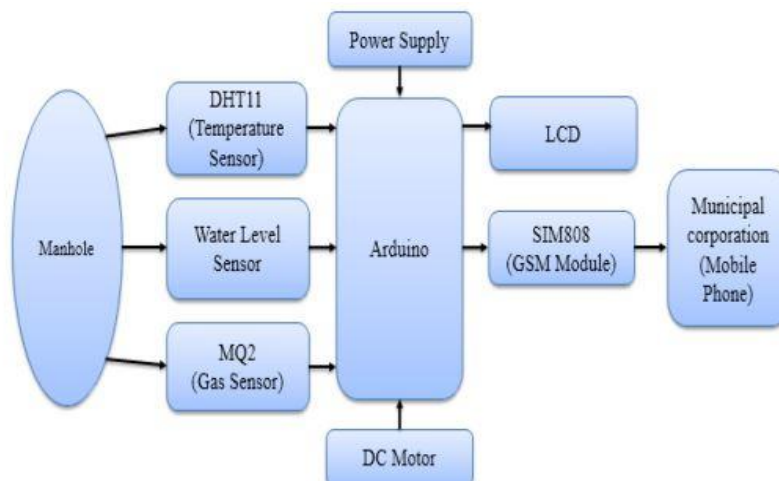 Power Supply
DHT11
(Temperature
Sensor)
LCD
Manhole
Water Level
Sensor
Arduino
SIM808
(GSM Module)
Municipal
corporation
(Mobile
Phone)
MQ2
(Gas Sensor)
DC Motor